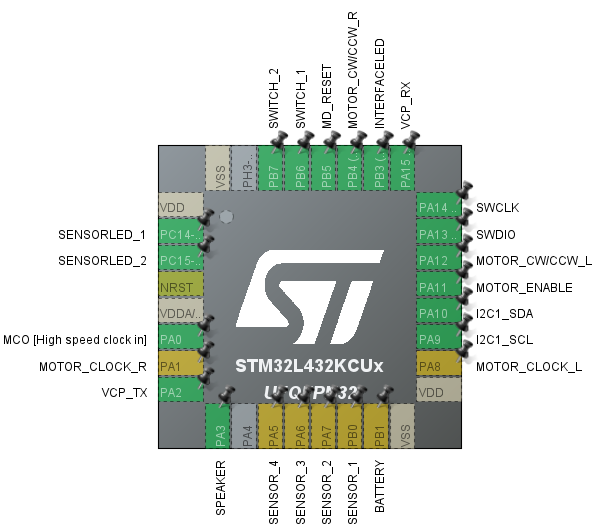 SWITCH_2
SWITCH_1
MD_RESET
MOTOR_CW/CCW_R
INTERFACELED
VCP_RX
VSS
PH3-..
PB7
PB6
PB5
PB4 (..
PB3 (..
PA15 ..
VDD
SENSORLED_1 PC14-..
SENSORLED_2 PC15-..
NRST
VDDA/..
MCO [High speed clock in] PA0
MOTOR_CLOCK_R PA1
VCP_TX PA2
PA14 .. SWCLK
PA13 .. SWDIO
PA12 MOTOR_CW/CCW_L
PA11 MOTOR_ENABLE
PA10 I2C1_SDA
PA9 I2C1_SCL
PA8 MOTOR_CLOCK_L
VDD
ST
STM32L432KCUx
PA3
PA4
PA5
PA6
PA7
PB0
PB1
VSS
SPEAKER
SENSOR_4
SENSOR_3
SENSOR_2
SENSOR_1
BATTERY